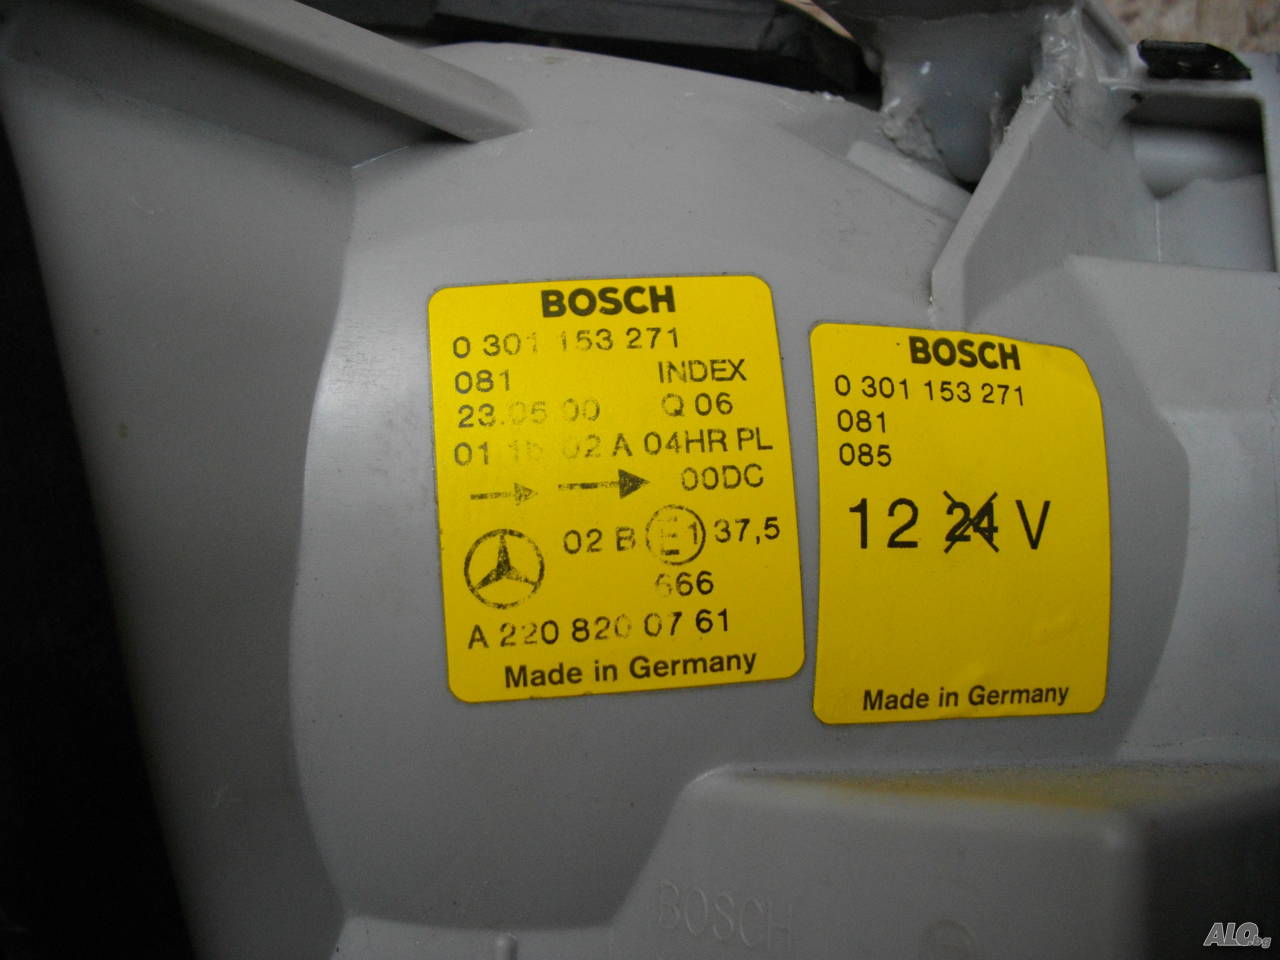 BOSCH
0 301 153 271
081 INDEX
23.05.00 Q 06
01 02 A 04HR PL
00DC
02 B E1 37,5
666
A 220 820 07 61
Made in Germany
BOSCH
0 301 153 271
081
085
12 24 V
Made in Germany
BOSCH
ALO.bg